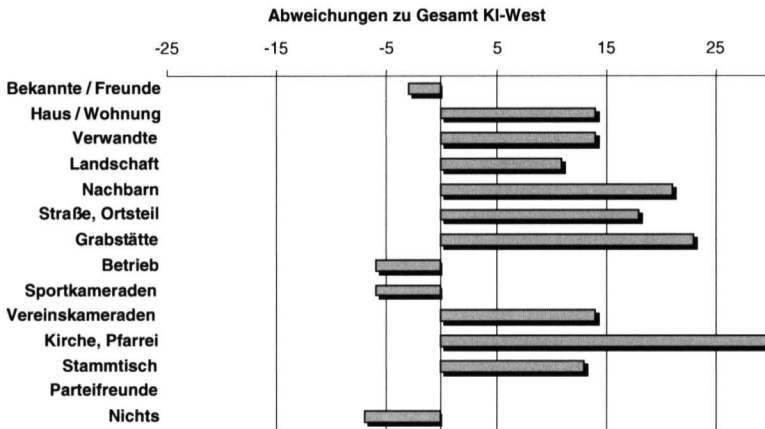 Abweichungen zu Gesamt KI-West
-25 -15 -5 5 15 25
Bekannte / Freunde
Haus / Wohnung
Verwandte
Landschaft
Nachbarn
Straße, Ortsteil
Grabstätte
Betrieb
Sportkameraden
Vereinskameraden
Kirche, Pfarrei
Stammtisch
Parteifreunde
Nichts